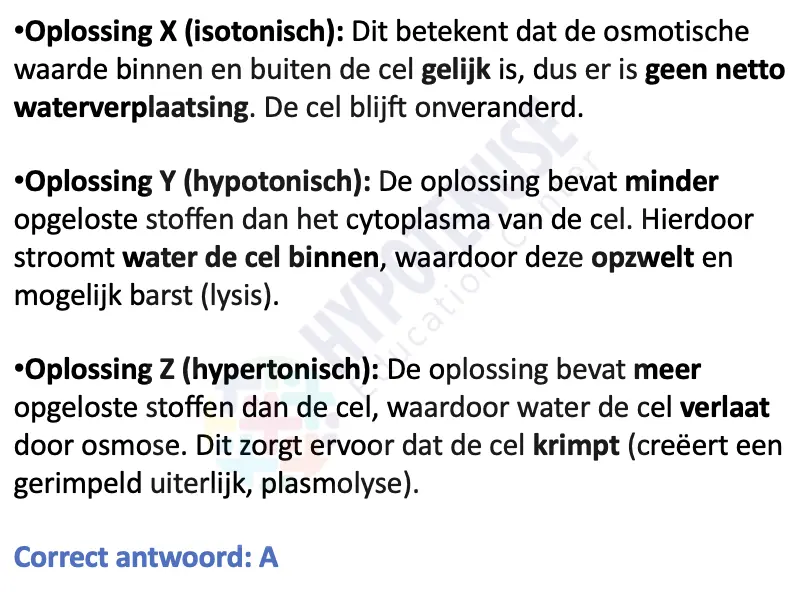 •Oplossing X (isotonisch): Dit betekent dat de osmotische
waarde binnen en buiten de cel gelijk is, dus er is geen netto
waterverplaatsing. De cel blijft onveranderd.
•Oplossing Y (hypotonisch): De oplossing bevat minder
opgeloste stoffen dan het cytoplasma van de cel. Hierdoor
stroomt water de cel binnen, waardoor deze opzwelt en
mogelijk barst (lysis).
•Oplossing Z (hypertonisch): De oplossing bevat meer
opgeloste stoffen dan de cel, waardoor water de cel verlaat
door osmose. Dit zorgt ervoor dat de cel krimpt (creëert een
gerimpeld uiterlijk, plasmolyse).
Correct antwoord: A
HYPOTENUSE
Education Center